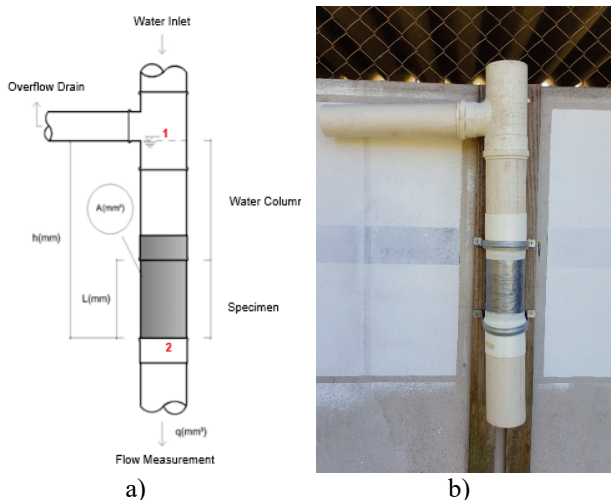 Water Inlet
Overflow Drain
1
Water Column
A(mm²)
h(mm)
L(mm)
Specimen
2
q(mm³)
Flow Measurement
a)
b)